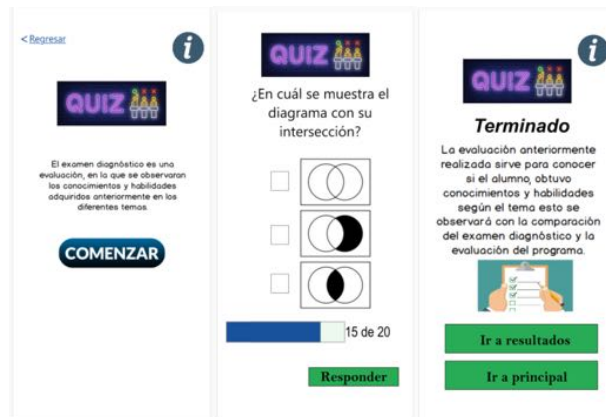 < Regresar
i
QUIZ
El examen diagnóstico es una
evaluación, en la que se observaran
los conocimientos y habilidades
adquiridos anteriormente en los
diferentes temas.
COMENZAR
QUIZ
¿En cuál se muestra el
diagrama con su
intersección?
15 de 20
Responder
i
QUIZ
Terminado
La evaluación anteriormente
realizada sirve para conocer
si el alumno, obtuvo
conocimientos y habilidades
según el tema esto se
observará con la comparación
del examen diagnóstico y la
evaluación del programa.
Ir a resultados
Ir a principal